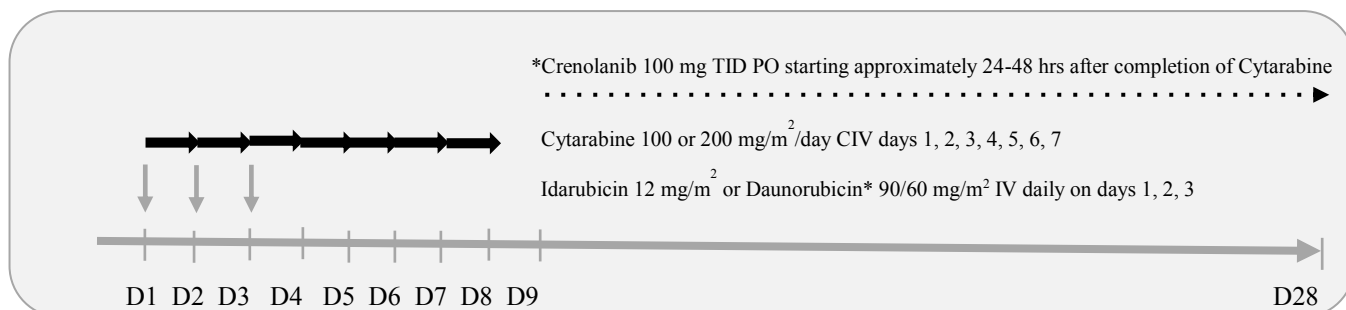 *Crenolanib 100 mg TID PO starting approximately 24-48 hrs after completion of Cytarabine
Cytarabine 100 or 200 mg/m²/day CIV days 1, 2, 3, 4, 5, 6, 7
Idarubicin 12 mg/m² or Daunorubicin* 90/60 mg/m² IV daily on days 1, 2, 3
D1 D2 D3 D4 D5 D6 D7 D8 D9 D28